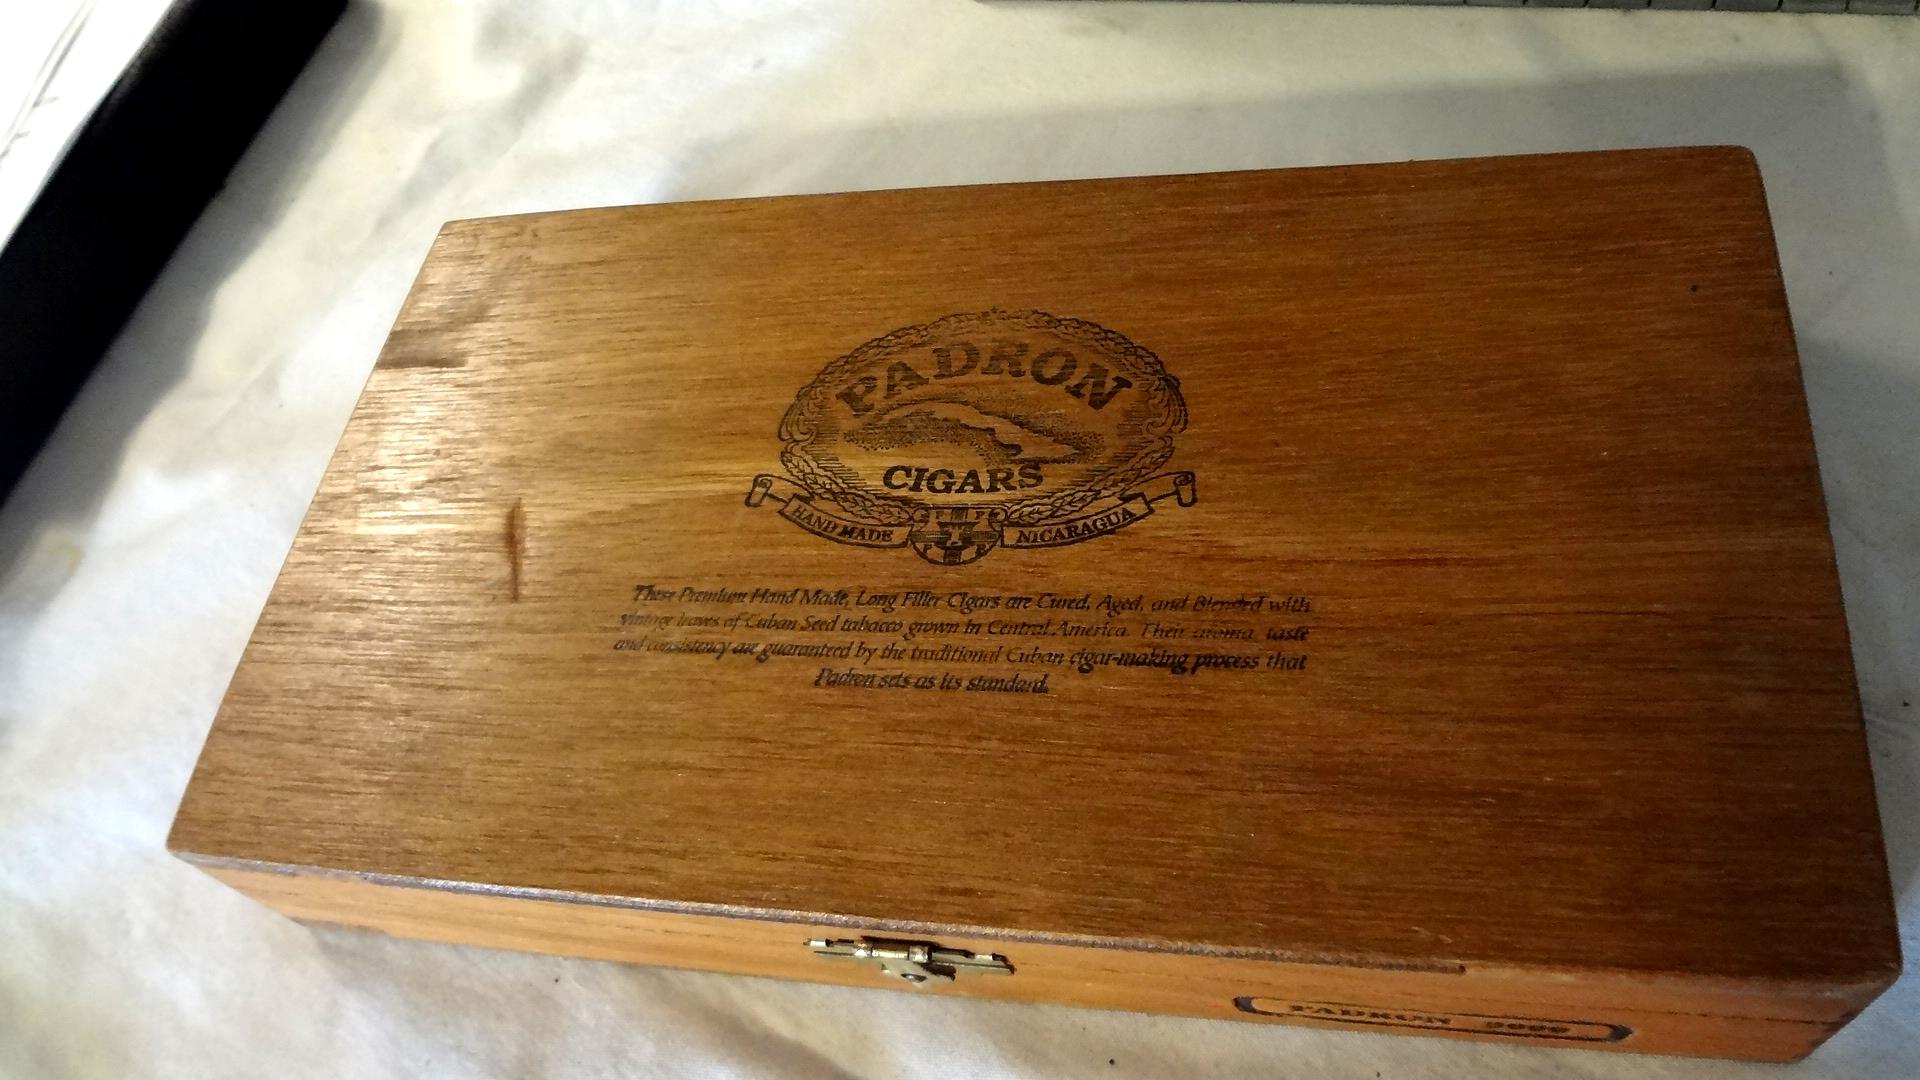 PADRON
CIGARS
HAND MADE
NICARAGUA
These Premium Hand Made, Long Filler Cigars are Cured, Aged, and Blended with
vintage leaves of Cuban Seed tabacco grown in Central America. Their aroma, taste
and consistency are guaranteed by the traditional Cuban cigar-making process that
Padron sets as its standard.
PADRON